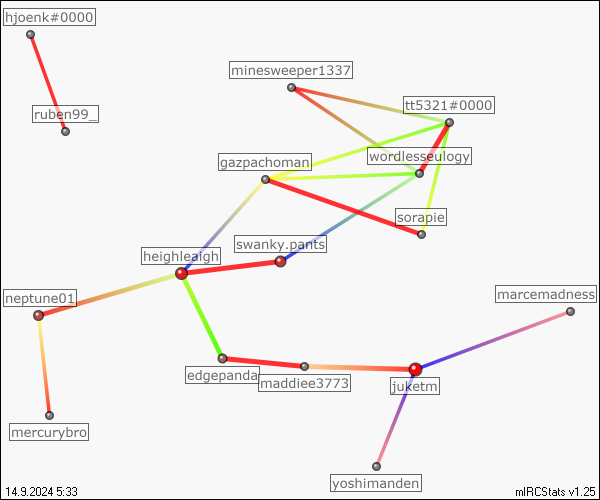 hjoenk#0000
minesweeper1337
tt5321#0000
ruben99_
wordlesseulogy
gazpachoman
sorapie
swanky.pants
heighleaigh
marcemadness
neptune01
edgepanda
maddiee3773
juketm
mercurybro
yoshimanden
14.9.2024 5:33
mIRCStats v1.25